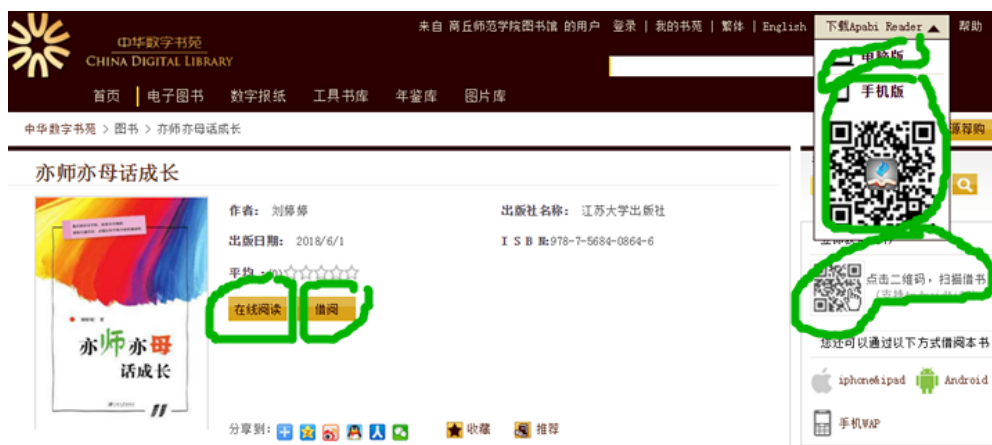 来自 商丘师范学院图书馆 的用户 登录 | 我的书苑 | 繁体 | English 下载Apabi Reader ▲ 帮助
中华数字书苑
CHINA DIGITAL LIBRARY
电脑版
手机版
首页 电子图书 数字报纸 工具书库 年鉴库 图片库
中华数字书苑 > 图书 > 亦师亦母话成长
源荐购
亦师亦母话成长
作者: 刘婷婷 出版社名称: 江苏大学出版社
出版日期: 2018/6/1 I S B N:978-7-5684-0864-6
平均 :(0)
在线阅读 借阅
点击二维码，扫描借书
亦师亦母
话成长
您还可以通过以下方式借阅本书
iphone&ipad Android
手机WAP
分享到: 收藏 推荐